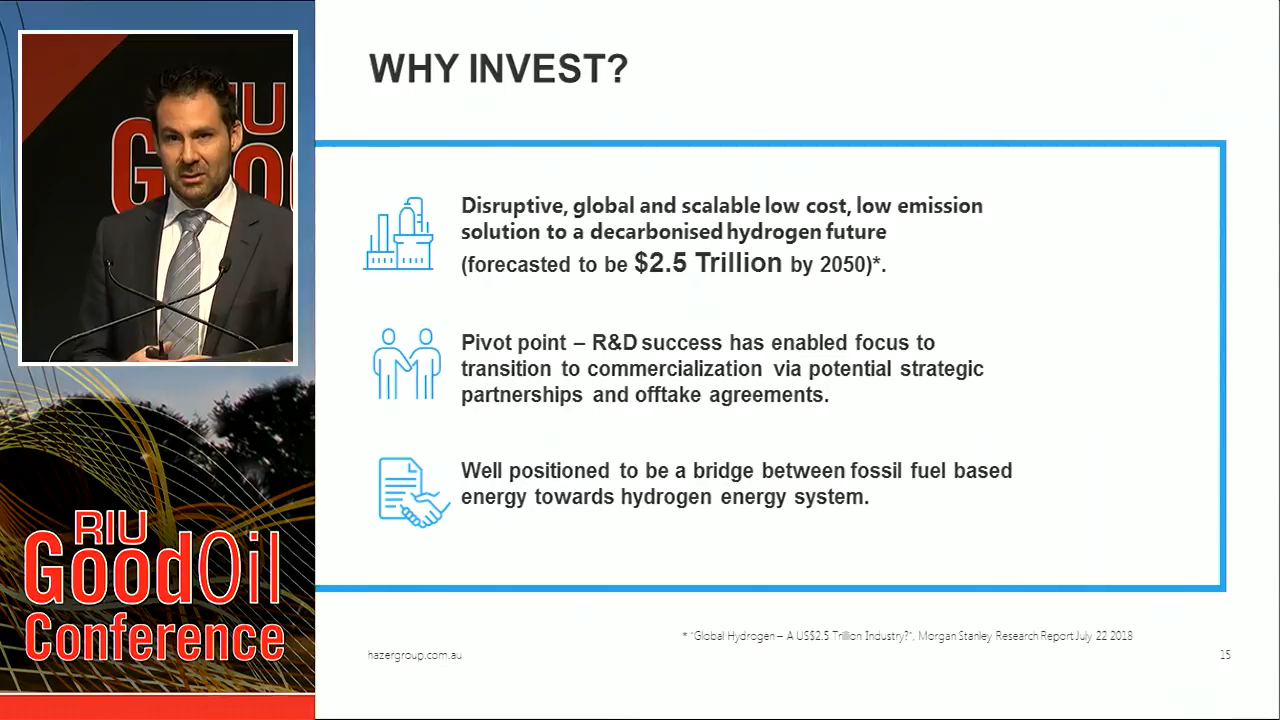 WHY INVEST?
Disruptive, global and scalable low cost, low emission
solution to a decarbonised hydrogen future
(forecasted to be $2.5 Trillion by 2050)*.
Pivot point – R&D success has enabled focus to
transition to commercialization via potential strategic
partnerships and offtake agreements.
Well positioned to be a bridge between fossil fuel based
energy towards hydrogen energy system.
* "Global Hydrogen – A US$2.5 Trillion Industry?", Morgan Stanley Research Report July 22 2018
hazergroup.com.au
15
RIU
GoodOil
Conference